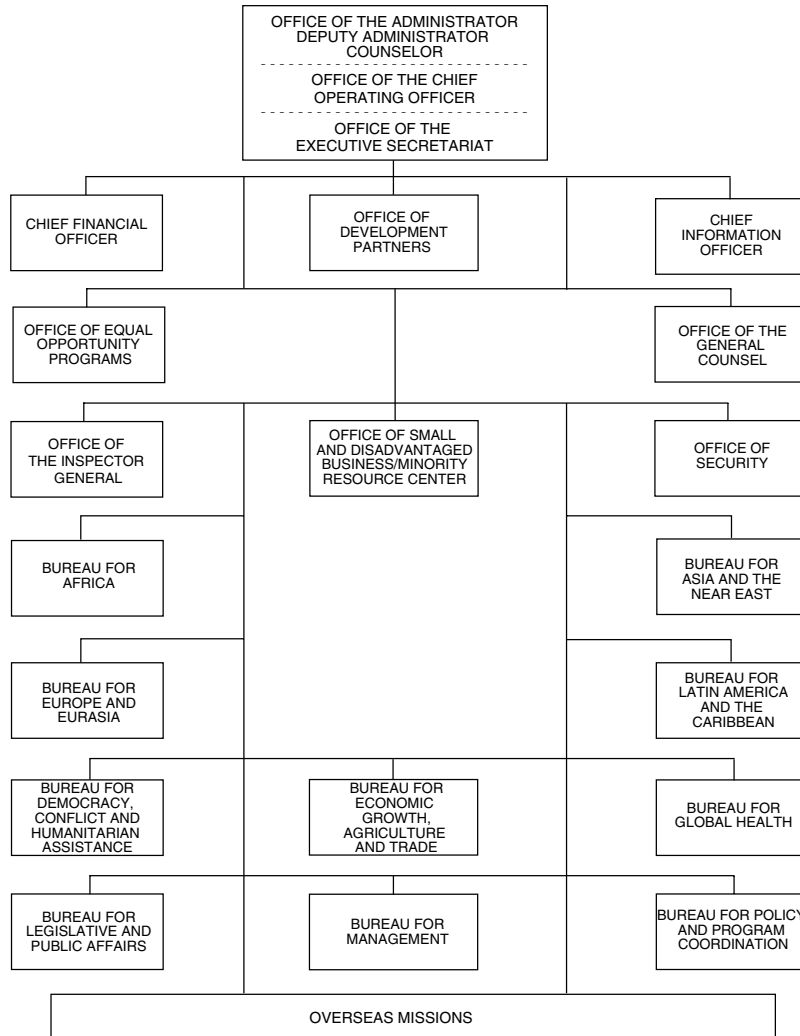 OFFICE OF THE ADMINISTRATOR
DEPUTY ADMINISTRATOR
COUNSELOR
OFFICE OF THE CHIEF
OPERATING OFFICER
OFFICE OF THE
EXECUTIVE SECRETARIAT
CHIEF FINANCIAL
OFFICER
OFFICE OF
DEVELOPMENT
PARTNERS
CHIEF
INFORMATION
OFFICER
OFFICE OF EQUAL
OPPORTUNITY
PROGRAMS
OFFICE OF THE
GENERAL
COUNSEL
OFFICE OF
THE INSPECTOR
GENERAL
OFFICE OF SMALL
AND DISADVANTAGED
BUSINESS/MINORITY
RESOURCE CENTER
OFFICE OF
SECURITY
BUREAU FOR
AFRICA
BUREAU FOR
ASIA AND THE
NEAR EAST
BUREAU FOR
EUROPE AND
EURASIA
BUREAU FOR
LATIN AMERICA
AND THE
CARIBBEAN
BUREAU FOR
DEMOCRACY,
CONFLICT AND
HUMANITARIAN
ASSISTANCE
BUREAU FOR
ECONOMIC
GROWTH,
AGRICULTURE
AND TRADE
BUREAU FOR
GLOBAL HEALTH
BUREAU FOR
LEGISLATIVE AND
PUBLIC AFFAIRS
BUREAU FOR
MANAGEMENT
BUREAU FOR POLICY
AND PROGRAM
COORDINATION
OVERSEAS MISSIONS